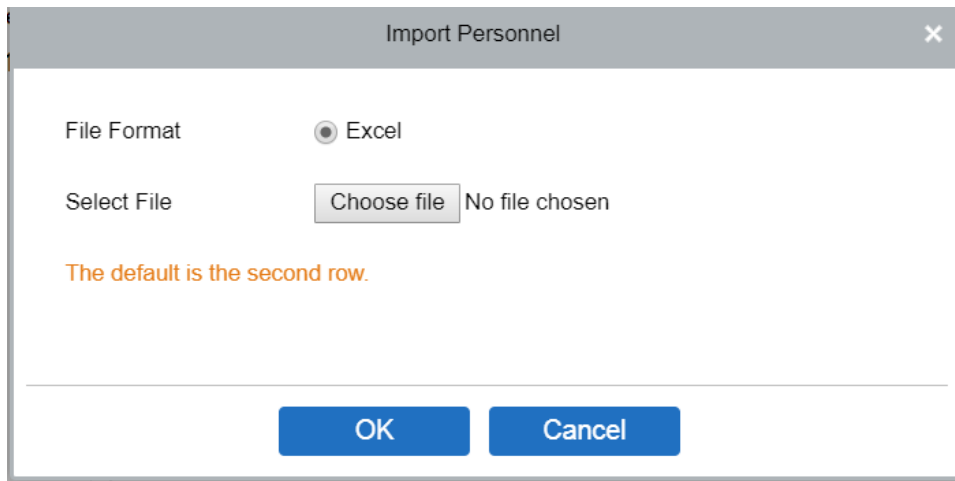 Import Personnel
File Format Excel
Select File Choose file No file chosen
The default is the second row.
OK Cancel